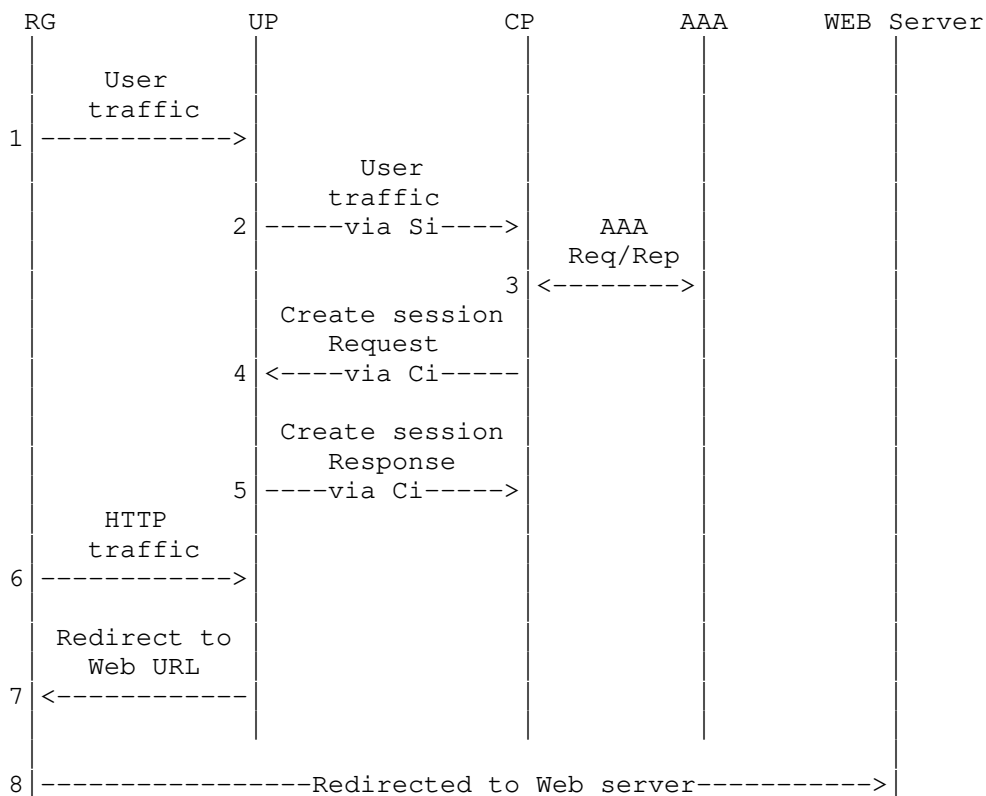 RG UP CP AAA WEB Server
User
traffic
1
User
traffic
2 via Si
AAA
Req/Rep
3
Create session
Request
4 via Ci
Create session
Response
5 via Ci
HTTP
traffic
6
Redirect to
Web URL
7
8 Redirected to Web server